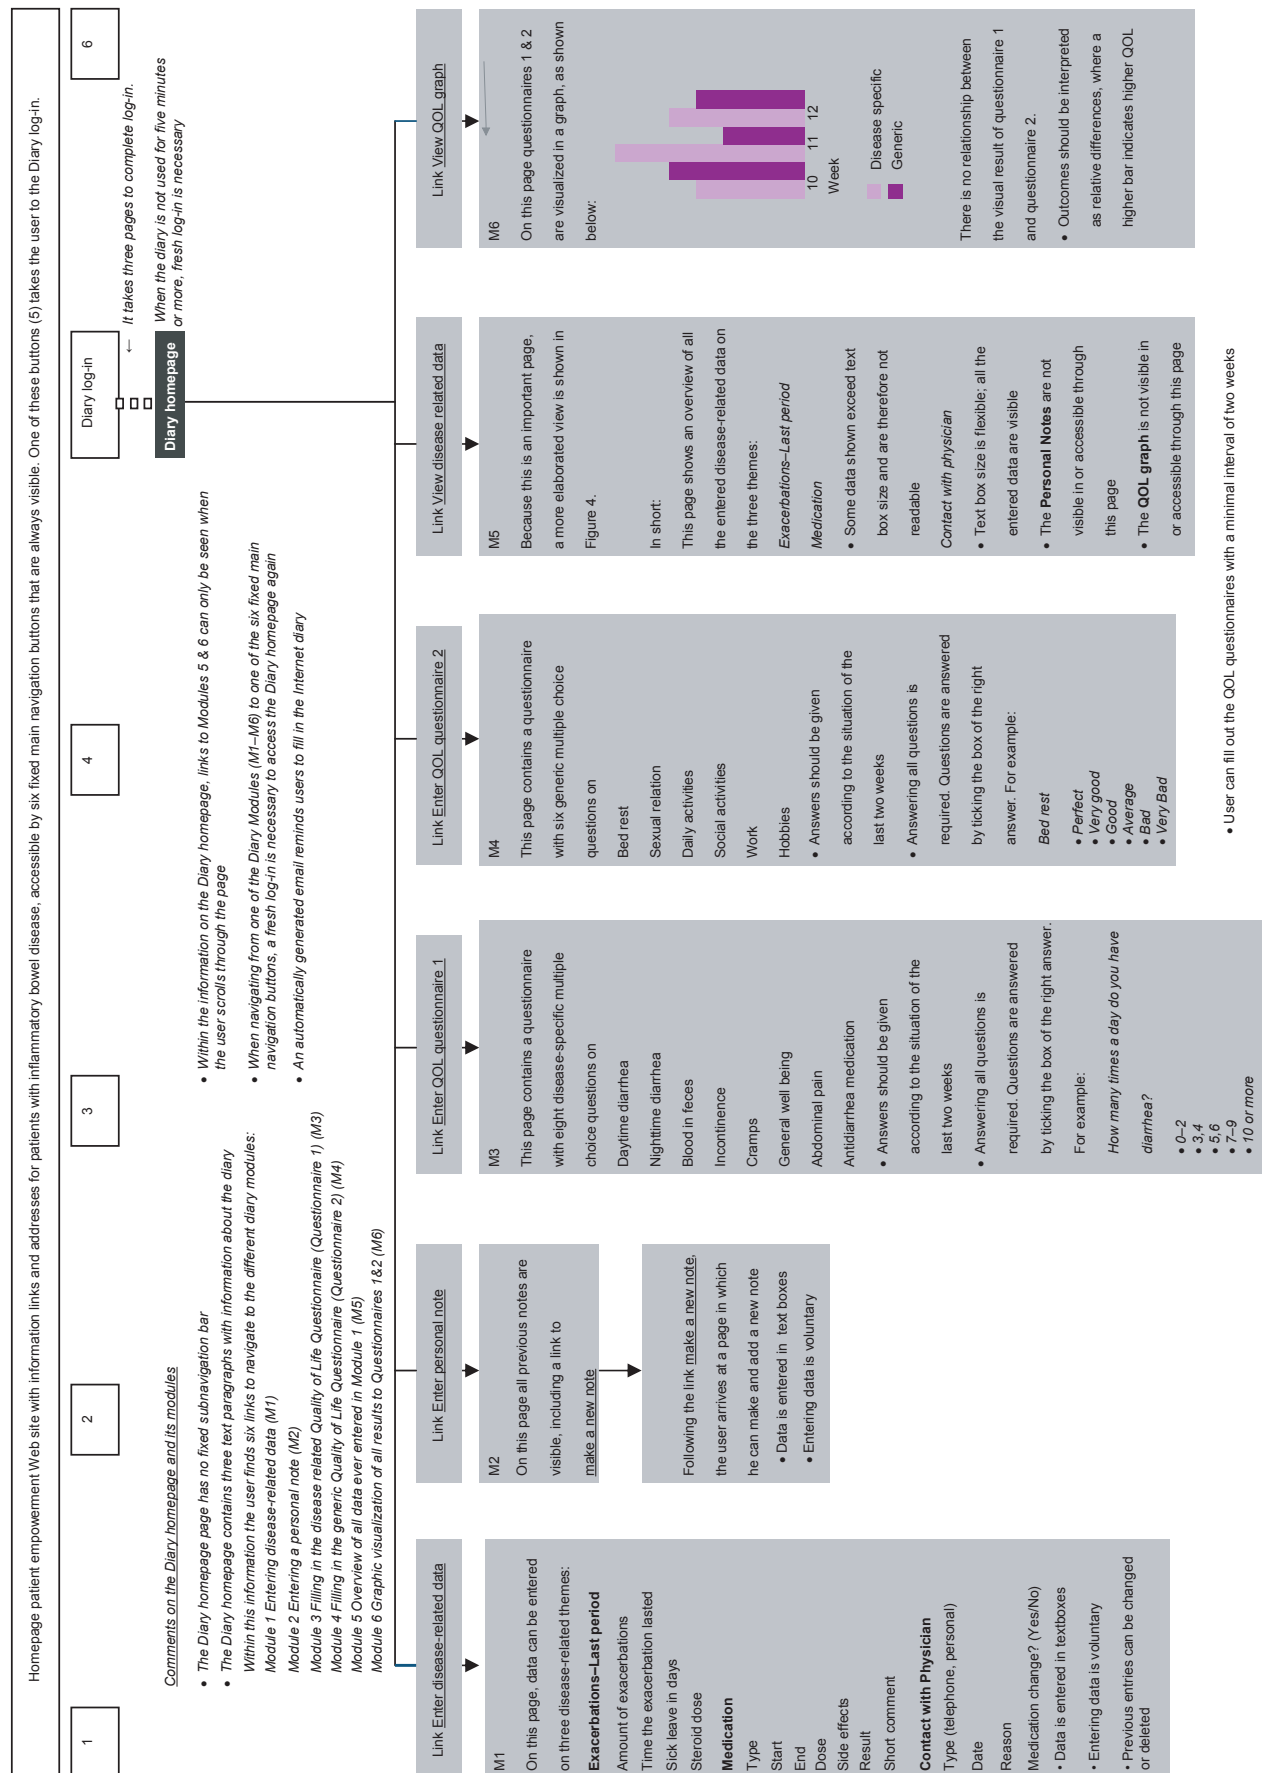 Homepage patient empowerment Web site with information links and addresses for patients with inflammatory bowel disease, accessible by six fixed main navigation buttons that are always visible. One of these buttons (5) takes the user to the Diary log-in.
1
2
3
4
Diary log-in
6
← It takes three pages to complete log-in.
Diary homepage
When the diary is not used for five minutes
or more, fresh log-in is necessary
Comments on the Diary homepage and its modules
• The Diary homepage page has no fixed subnavigation bar
• The Diary homepage contains three text paragraphs with information about the diary
Within this information the user finds six links to navigate to the different diary modules:
Module 1 Entering disease-related data (M1)
Module 2 Entering a personal note (M2)
Module 3 Filling in the disease related Quality of Life Questionnaire (Questionnaire 1) (M3)
Module 4 Filling in the generic Quality of Life Questionnaire (Questionnaire 2) (M4)
Module 5 Overview of all data ever entered in Module 1 (M5)
Module 6 Graphic visualization of all results to Questionnaires 1&2 (M6)
• Within the information on the Diary homepage, links to Modules 5 & 6 can only be seen when
the user scrolls through the page
• When navigating from one of the Diary Modules (M1–M6) to one of the six fixed main
navigation buttons, a fresh log-in is necessary to access the Diary homepage again
• An automatically generated email reminds users to fill in the Internet diary
Link Enter disease-related data
M1
On this page, data can be entered
on three disease-related themes:
Exacerbations–Last period
Amount of exacerbations
Time the exacerbation lasted
Sick leave in days
Steroid dose
Medication
Type
Start
End
Dose
Side effects
Result
Short comment
Contact with Physician
Type (telephone, personal)
Date
Reason
Medication change? (Yes/No)
• Data is entered in textboxes
• Entering data is voluntary
• Previous entries can be changed
or deleted
Link Enter personal note
M2
On this page all previous notes are
visible, including a link to
make a new note
Following the link make a new note,
the user arrives at a page in which
he can make and add a new note
• Data is entered in text boxes
• Entering data is voluntary
Link Enter QOL questionnaire 1
M3
This page contains a questionnaire
with eight disease-specific multiple
choice questions on
Daytime diarrhea
Nighttime diarrhea
Blood in feces
Incontinence
Cramps
General well being
Abdominal pain
Antidiarrhea medication
• Answers should be given
according to the situation of the
last two weeks
• Answering all questions is
required. Questions are answered
by ticking the box of the right answer.
For example:
How many times a day do you have
diarrhea?
• 0–2
• 3,4
• 5,6
• 7–9
• 10 or more
Link Enter QOL questionnaire 2
M4
This page contains a questionnaire
with six generic multiple choice
questions on
Bed rest
Sexual relation
Daily activities
Social activities
Work
Hobbies
• Answers should be given
according to the situation of the
last two weeks
• Answering all questions is
required. Questions are answered
by ticking the box of the right
answer. For example:
Bed rest
• Perfect
• Very good
• Good
• Average
• Bad
• Very Bad
Link View disease related data
M5
Because this is an important page,
a more elaborated view is shown in
Figure 4.
In short:
This page shows an overview of all
the entered disease-related data on
the three themes:
Exacerbations–Last period
Medication
• Some data shown exceed text
box size and are therefore not
readable
Contact with physician
• Text box size is flexible; all the
entered data are visible
• The Personal Notes are not
visible in or accessible through
this page
• The QOL graph is not visible in
or accessible through this page
Link View QOL graph
M6
On this page questionnaires 1 & 2
are visualized in a graph, as shown
below:
10
11
12
Week
Disease specific
Generic
There is no relationship between
the visual result of questionnaire 1
and questionnaire 2.
• Outcomes should be interpreted
as relative differences, where a
higher bar indicates higher QOL
• User can fill out the QOL questionnaires with a minimal interval of two weeks